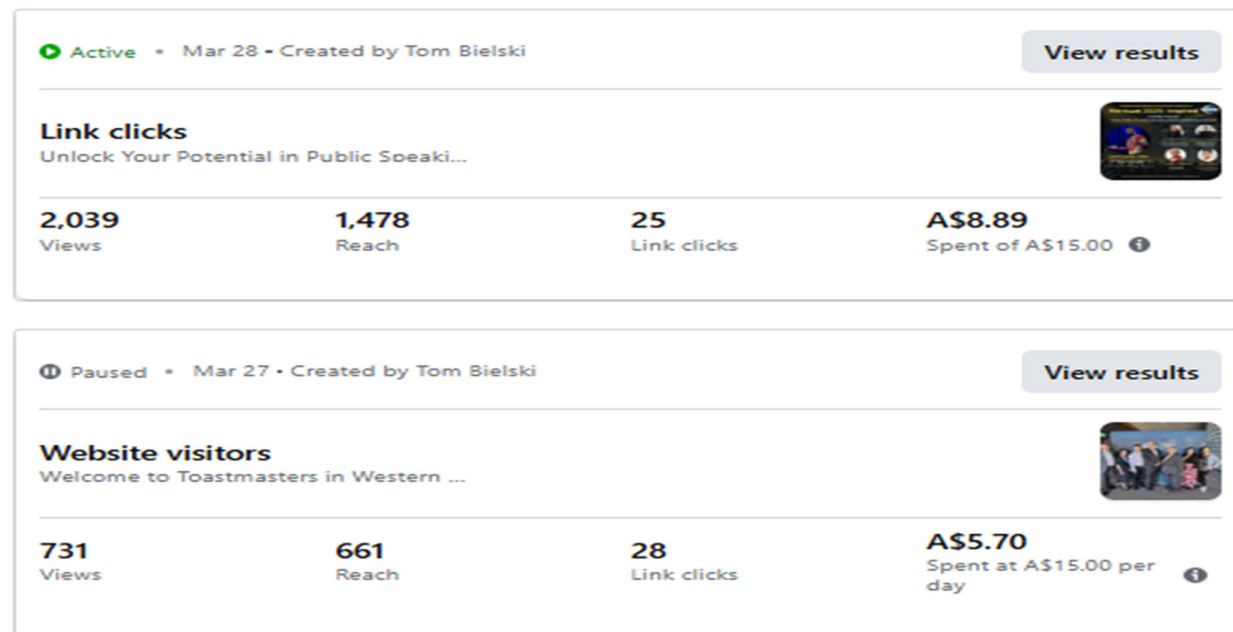 Active • Mar 28 • Created by Tom Bielski
View results
Link clicks
Unlock Your Potential in Public Speaki...
2,039 1,478 25 A$8.89
Views Reach Link clicks Spent of A$15.00
Paused • Mar 27 • Created by Tom Bielski
View results
Website visitors
Welcome to Toastmasters in Western ...
731 661 28 A$5.70
Views Reach Link clicks Spent at A$15.00 per
day